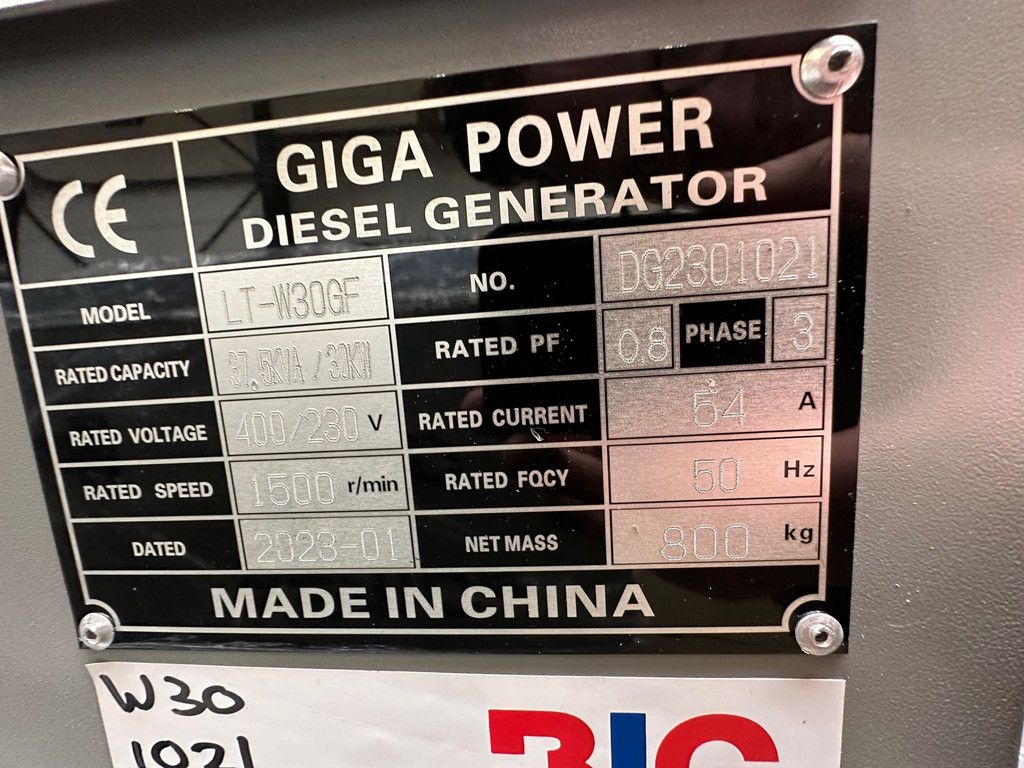 CE
GIGA POWER
DIESEL GENERATOR
MODEL LT-W30GF NO. DG2301021
RATED CAPACITY 37.5KVA/30KW RATED PF 0.8 PHASE 3
RATED VOLTAGE 400/230 V RATED CURRENT 54 A
RATED SPEED 1500 r/min RATED FQCY 50 Hz
DATED 2023-01 NET MASS 800 kg
MADE IN CHINA
W30
1021